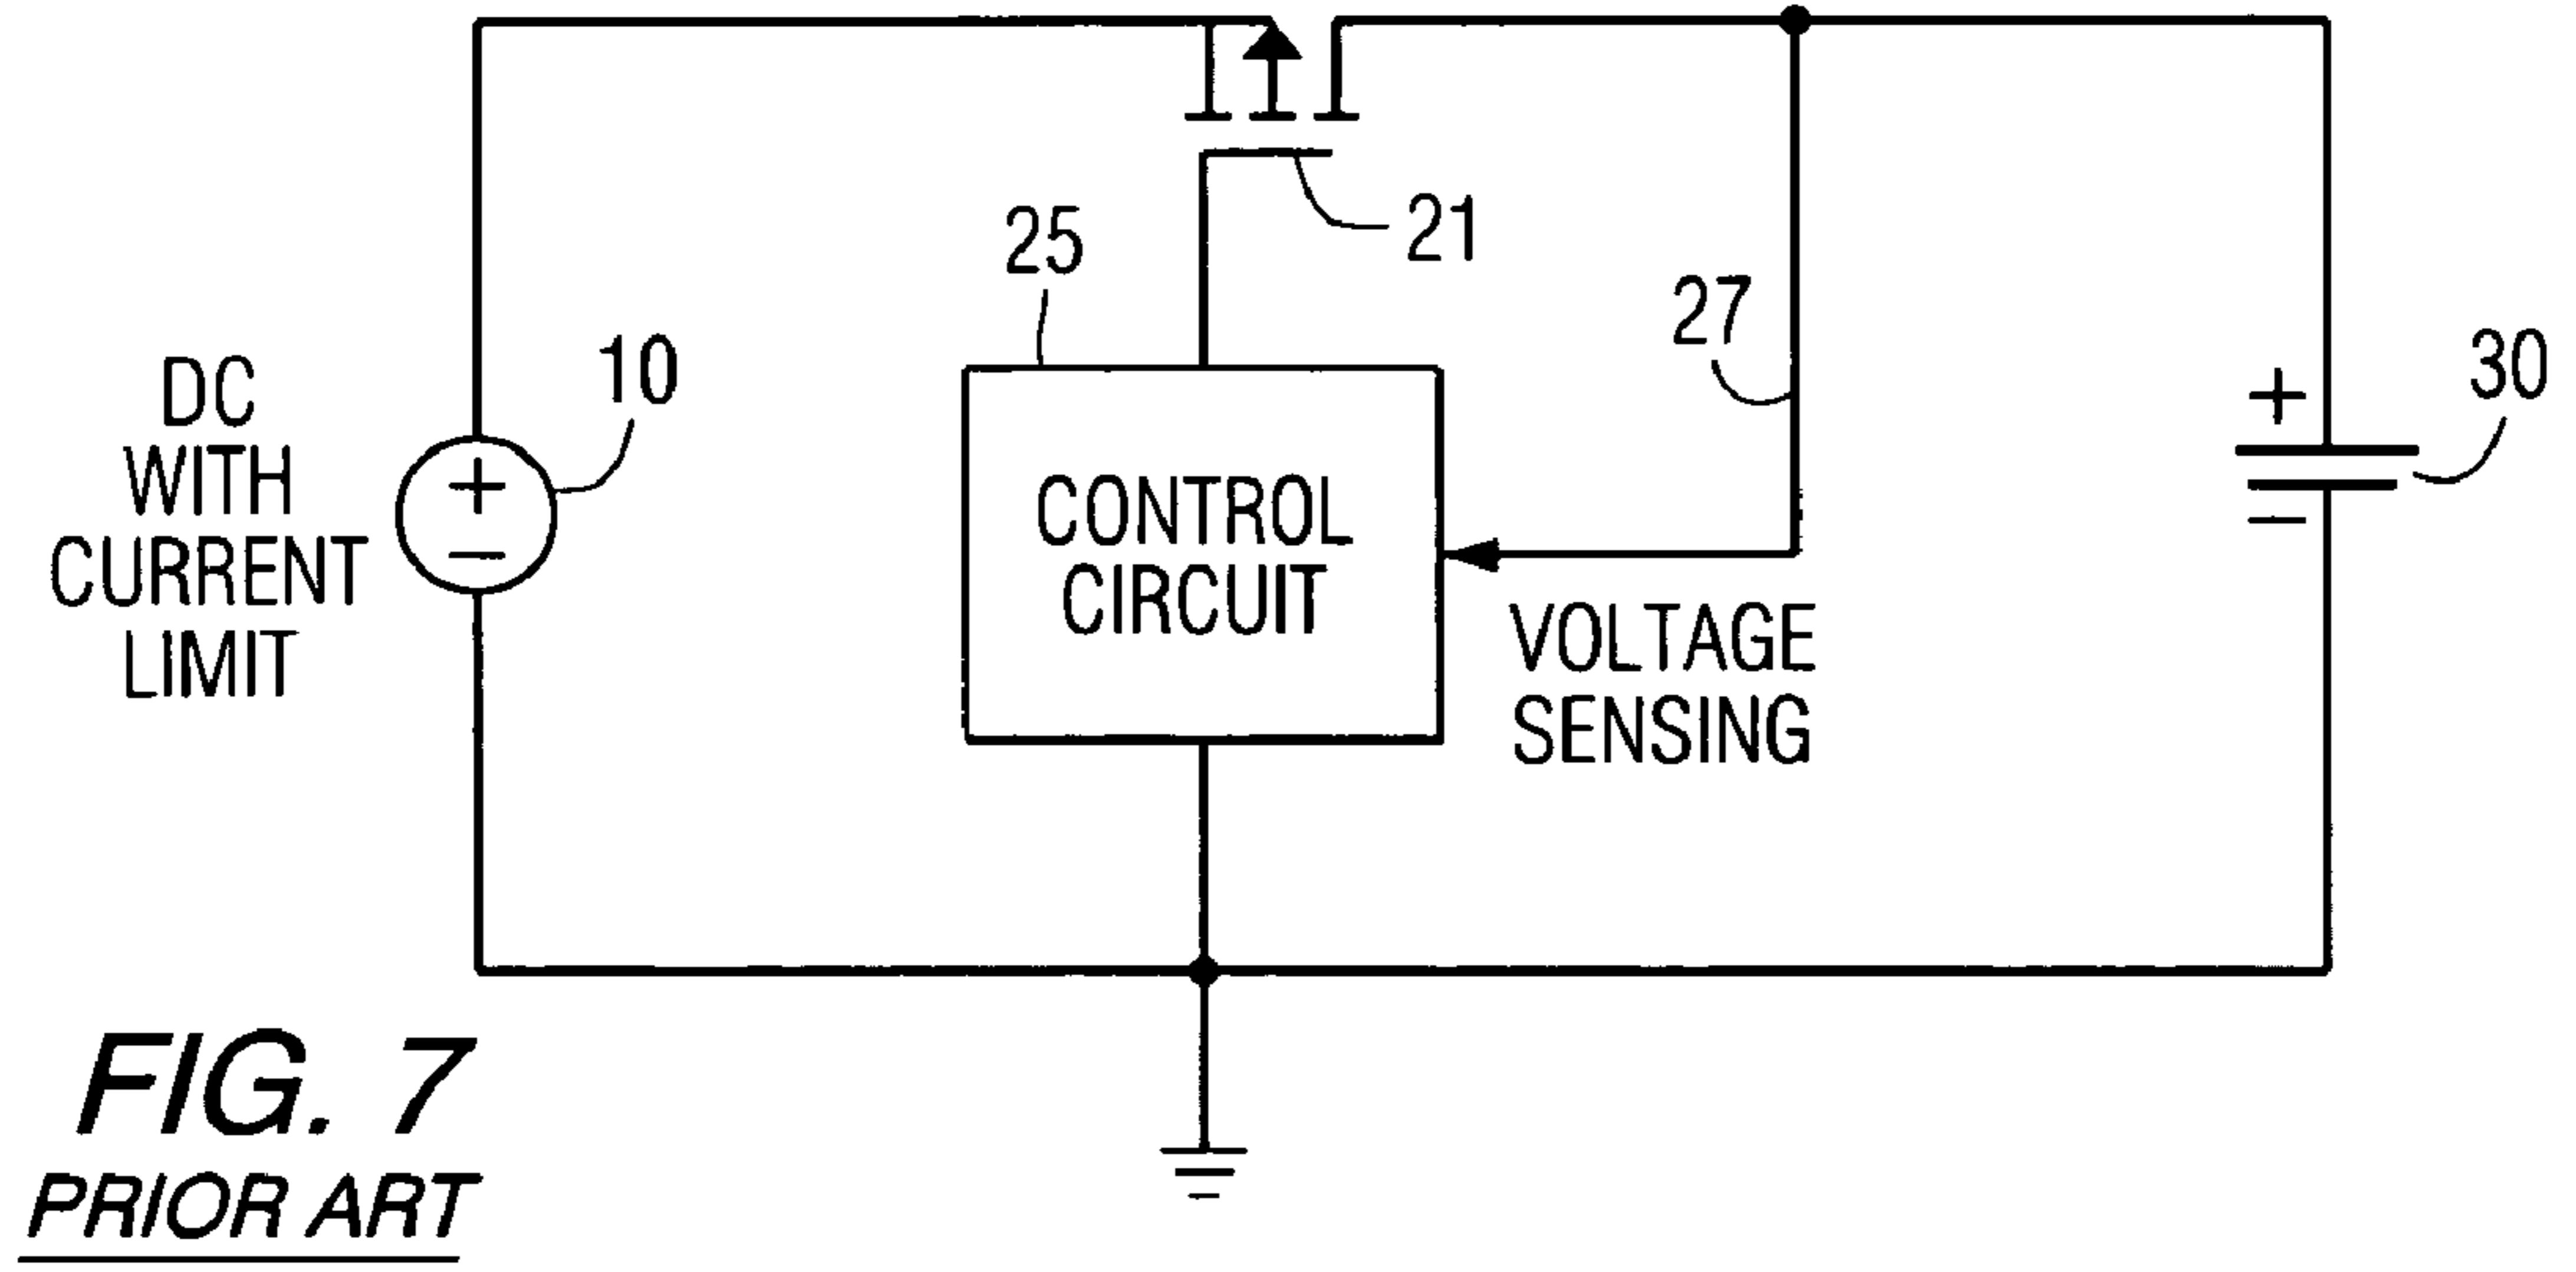 21
25
27
10
30
DC
WITH
CURRENT
LIMIT
+
−
CONTROL
CIRCUIT
+
−
VOLTAGE
SENSING
FIG. 7
PRIOR ART